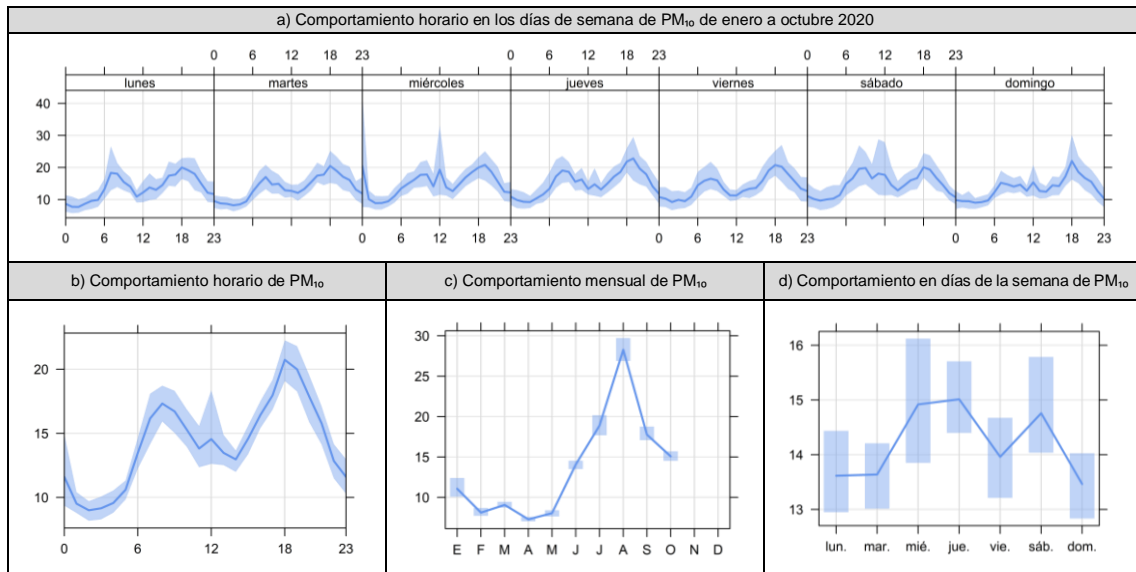 a) Comportamiento horario en los días de semana de PM₁₀ de enero a octubre 2020
0 6 12 18 23 0 6 12 18 23 0 6 12 18 23
lunes martes miércoles jueves viernes sábado domingo
40
30
20
10
0 6 12 18 23 0 6 12 18 23 0 6 12 18 23 0 6 12 18 23
b) Comportamiento horario de PM₁₀ c) Comportamiento mensual de PM₁₀ d) Comportamiento en días de la semana de PM₁₀
20
15
10
0 6 12 18 23
30
25
20
15
10
E F M A M J J A S O N D
16
15
14
13
lun. mar. mié. jue. vie. sáb. dom.